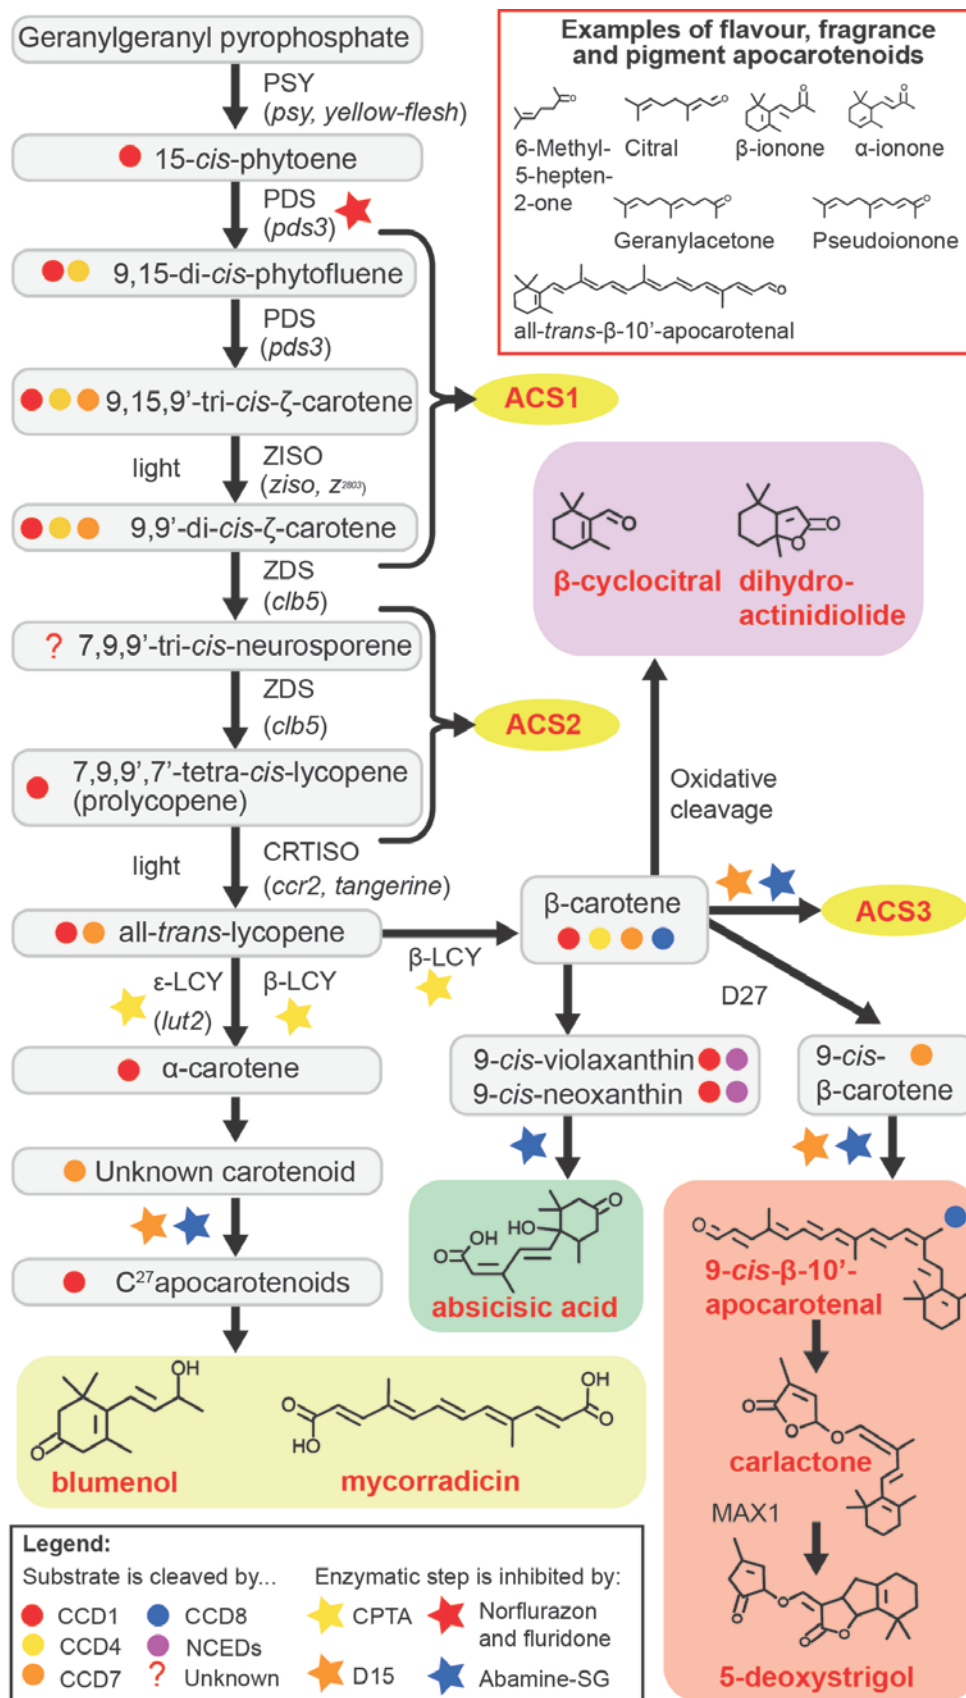 Geranylgeranyl pyrophosphate
PSY
(psy, yellow-flesh)
15-cis-phytoene
PDS
(pds3)
9,15-di-cis-phytofluene
PDS
(pds3)
9,15,9'-tri-cis-ζ-carotene
light
ZISO
(ziso, z2803)
9,9'-di-cis-ζ-carotene
ZDS
(clb5)
? 7,9,9'-tri-cis-neurosporene
ZDS
(clb5)
7,9,9',7'-tetra-cis-lycopene
(prolycopene)
light
CRTISO
(ccr2, tangerine)
all-trans-lycopene
ε-LCY
(lut2)
β-LCY
α-carotene
Unknown carotenoid
C27apocarotenoids
OH
O
blumenol
O
HO
OH
O
mycorradicin
ACS1
ACS2
Examples of flavour, fragrance
and pigment apocarotenoids
O
6-Methyl-
5-hepten-
2-one
O
Citral
O
β-ionone
O
α-ionone
O
Geranylacetone
O
Pseudoionone
O
all-trans-β-10'-apocarotenal
O
β-cyclocitral
O
O
dihydro-
actinidiolide
Oxidative
cleavage
β-LCY
β-carotene
ACS3
D27
9-cis-violaxanthin
9-cis-neoxanthin
O
HO
OH
O
absicisic acid
9-cis-
β-carotene
O
9-cis-β-10'-
apocarotenal
O
O
O
carlactone
MAX1
O
O
O
O
5-deoxystrigol
Legend:
Substrate is cleaved by...
CCD1
CCD4
CCD7
CCD8
NCEDs
? Unknown
Enzymatic step is inhibited by:
CPTA
D15
Norflurazon
and fluridone
Abamine-SG